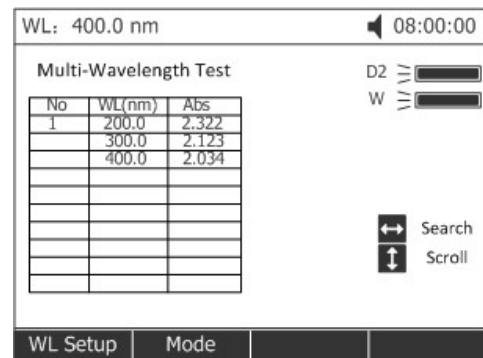 WL: 400.0 nm 08:00:00
Multi-Wavelength Test
D2
W
No WL(nm) Abs
1 200.0 2.322
300.0 2.123
400.0 2.034
Search
Scroll
WL Setup Mode